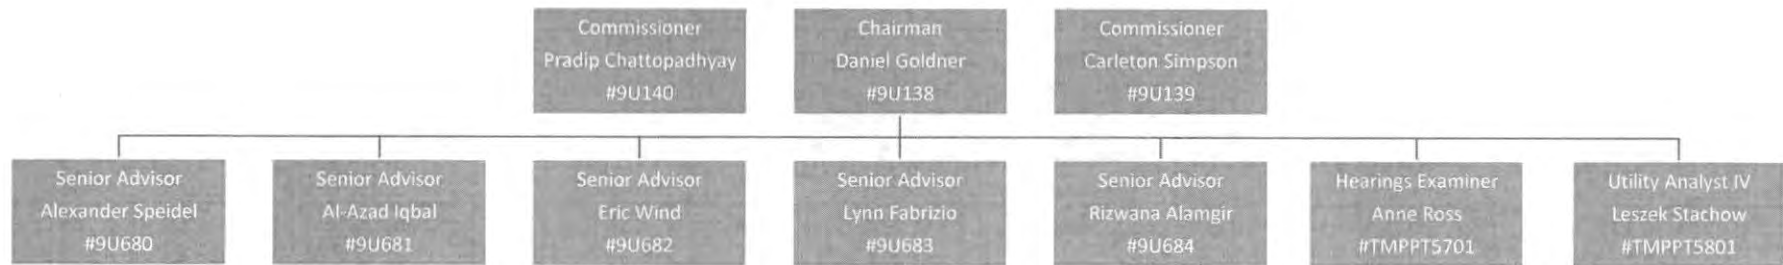 Commissioner
Pradip Chattopadhyay
#9U140
Chairman
Daniel Goldner
#9U138
Commissioner
Carleton Simpson
#9U139
Senior Advisor
Alexander Speidel
#9U680
Senior Advisor
Al-Azad Iqbal
#9U681
Senior Advisor
Eric Wind
#9U682
Senior Advisor
Lynn Fabrizio
#9U683
Senior Advisor
Rizwana Alamgir
#9U684
Hearings Examiner
Anne Ross
#TMPPT5701
Utility Analyst IV
Leszek Stachow
#TMPPT5801